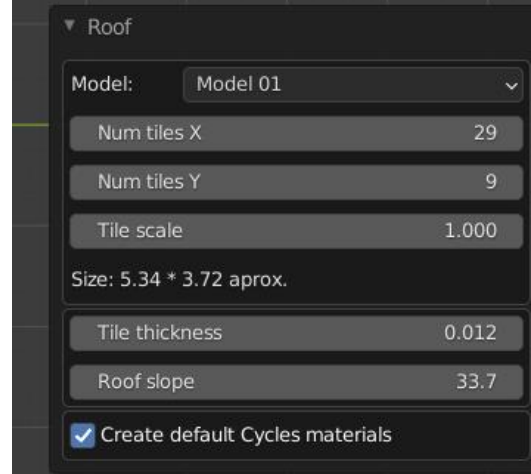 Roof
Model: Model 01
Num tiles X 29
Num tiles Y 9
Tile scale 1.000
Size: 5.34 * 3.72 aprox.
Tile thickness 0.012
Roof slope 33.7
Create default Cycles materials